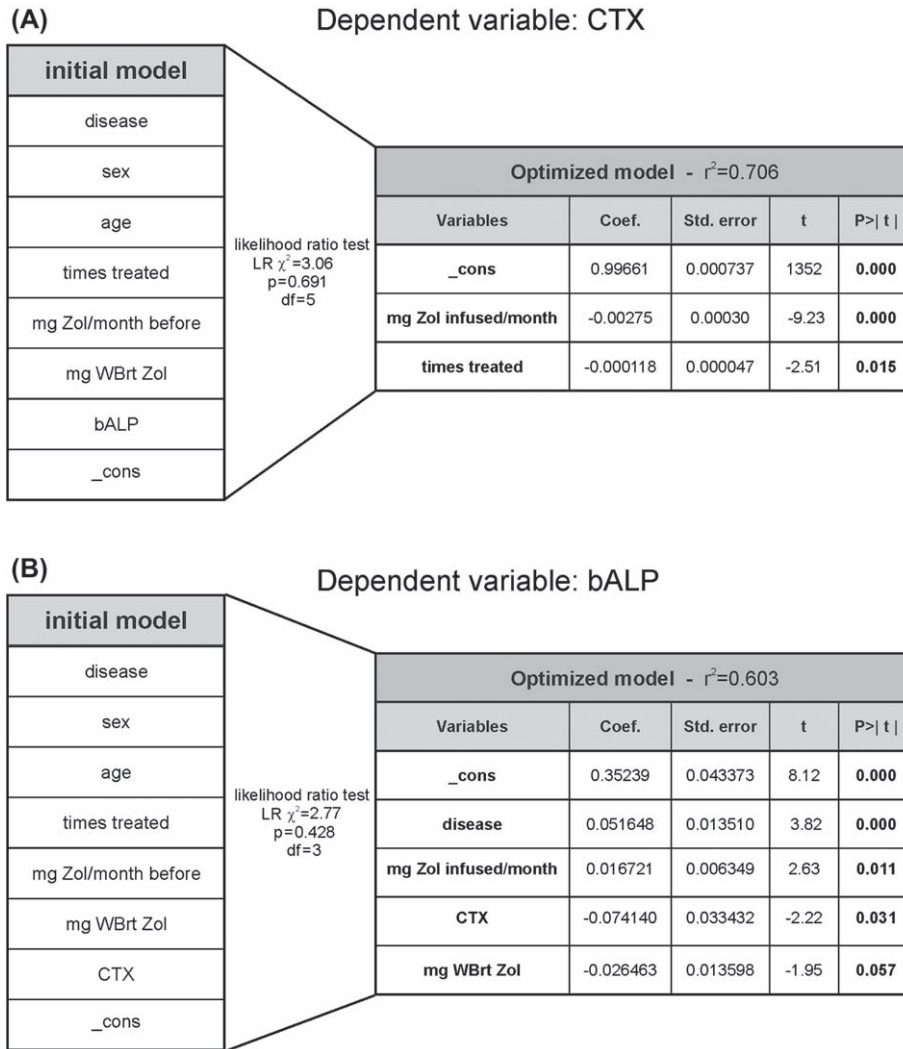 (A)
Dependent variable: CTX
initial model
disease
sex
age
times treated
mg Zol/month before
mg WBrt Zol
bALP
_cons
likelihood ratio test
LR χ²=3.06
p=0.691
df=5
Optimized model - r²=0.706
Variables Coef. Std. error t P>| t |
_cons 0.99661 0.000737 1352 0.000
mg Zol infused/month -0.00275 0.00030 -9.23 0.000
times treated -0.000118 0.000047 -2.51 0.015
(B)
Dependent variable: bALP
initial model
disease
sex
age
times treated
mg Zol/month before
mg WBrt Zol
CTX
_cons
likelihood ratio test
LR χ²=2.77
p=0.428
df=3
Optimized model - r²=0.603
Variables Coef. Std. error t P>| t |
_cons 0.35239 0.043373 8.12 0.000
disease 0.051648 0.013510 3.82 0.000
mg Zol infused/month 0.016721 0.006349 2.63 0.011
CTX -0.074140 0.033432 -2.22 0.031
mg WBrt Zol -0.026463 0.013598 -1.95 0.057